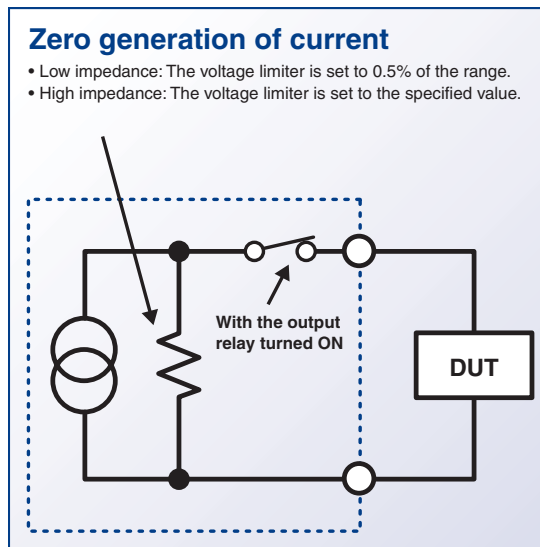 Zero generation of current
• Low impedance: The voltage limiter is set to 0.5% of the range.
• High impedance: The voltage limiter is set to the specified value.
With the output
relay turned ON
DUT